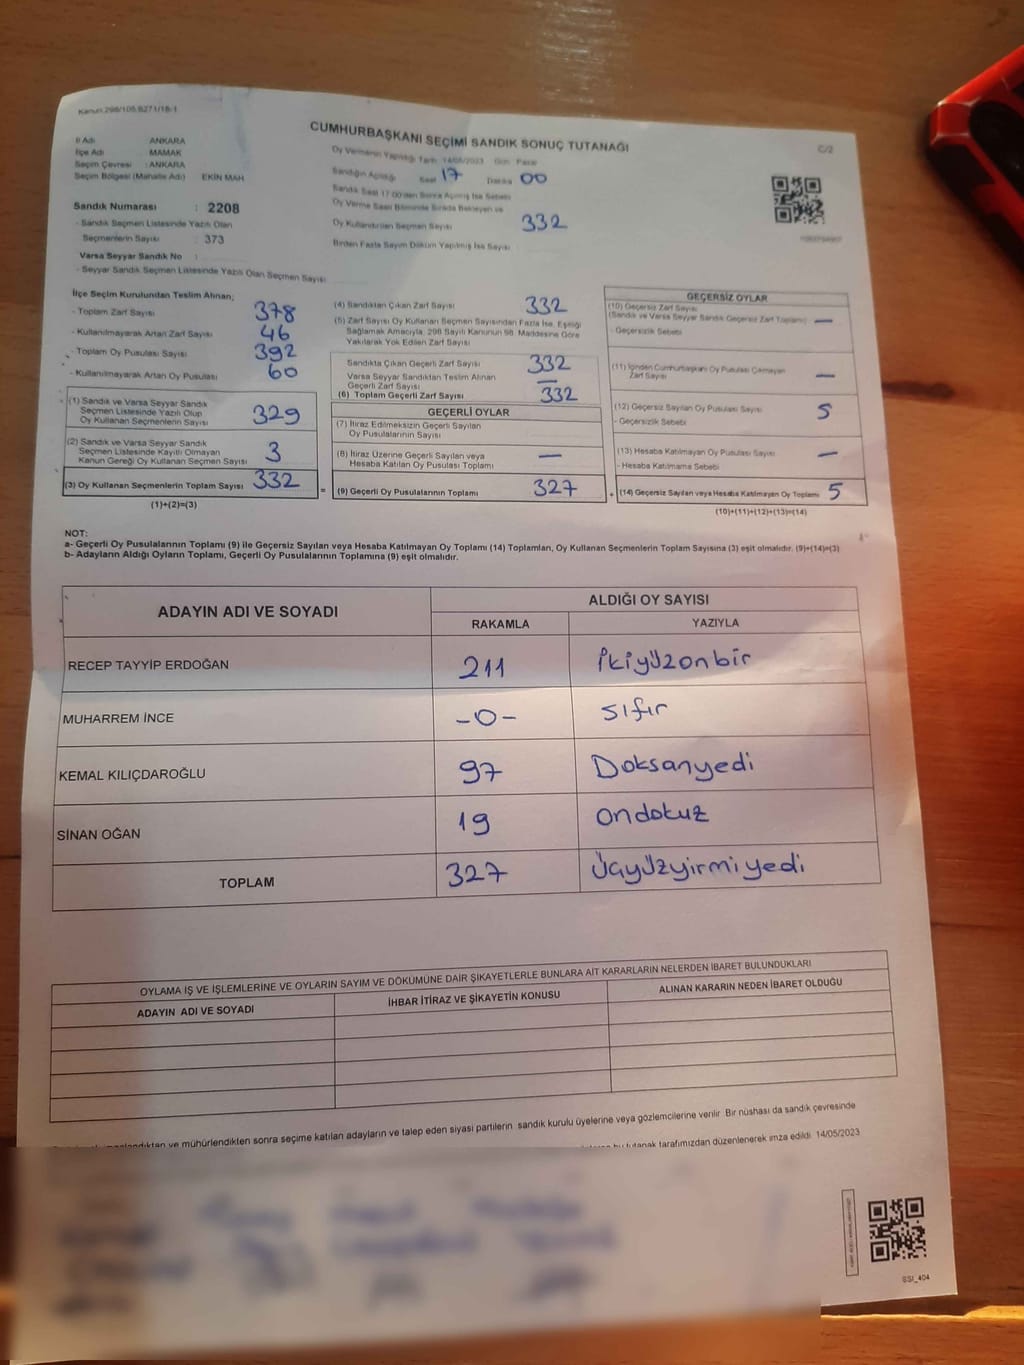 Kanun 298/105,6271/18-1
CUMHURBAŞKANI SEÇİMİ SANDIK SONUÇ TUTANAĞI
C/2
İl Adı : ANKARA
İlçe Adı : MAMAK
Seçim Çevresi : ANKARA
Seçim Bölgesi (Mahalle Adı) EKİN MAH
Sandık Numarası : 2208
- Sandık Seçmen Listesinde Yazılı Olan
Seçmenlerin Sayısı : 373
Varsa Seyyar Sandık No :
- Seyyar Sandık Seçmen Listesinde Yazılı Olan Seçmen Sayısı
Oy Vermenin Yapıldığı Tarih 14/05/2023 Gün Pazar
Sandığın Açıldığı Saat 17 Dakika 00
Sandık Saat 17:00'den Sonra Açılmış İse Sebebi
Oy Verme Saati Bitiminde Sırada Bekleyen ve
Oy Kullandırılan Seçmen Sayısı 332
Birden Fazla Sayım Döküm Yapılmış İse Sayısı
İlçe Seçim Kurulundan Teslim Alınan;
- Toplam Zarf Sayısı 378
- Kullanılmayarak Artan Zarf Sayısı 46
- Toplam Oy Pusulası Sayısı 392
- Kullanılmayarak Artan Oy Pusulası 60
(1) Sandık ve Varsa Seyyar Sandık
Seçmen Listesinde Yazılı Olup
Oy Kullanan Seçmenlerin Sayısı 329
(2) Sandık ve Varsa Seyyar Sandık
Seçmen Listesinde Kayıtlı Olmayan
Kanun Gereği Oy Kullanan Seçmen Sayısı 3
(3) Oy Kullanan Seçmenlerin Toplam Sayısı 332
(1)+(2)=(3)
(4) Sandıktan Çıkan Zarf Sayısı 332
(5) Zarf Sayısı Oy Kullanan Seçmen Sayısından Fazla İse, Eşitliği
Sağlamak Amacıyla, 298 Sayılı Kanunun 98. Maddesine Göre
Yakılarak Yok Edilen Zarf Sayısı
Sandıkta Çıkan Geçerli Zarf Sayısı 332
Varsa Seyyar Sandıktan Teslim Alınan
Geçerli Zarf Sayısı —
(6) Toplam Geçerli Zarf Sayısı 332
GEÇERLİ OYLAR
(7) İtiraz Edilmeksizin Geçerli Sayılan
Oy Pusulalarının Sayısı
(8) İtiraz Üzerine Geçerli Sayılan veya
Hesaba Katılan Oy Pusulası Toplamı —
(9) Geçerli Oy Pusulalarının Toplamı 327
GEÇERSİZ OYLAR
(10) Geçersiz Zarf Sayısı
(Sandık ve Varsa Seyyar Sandık Geçersiz Zarf Toplamı) —
- Geçersizlik Sebebi
(11) İçinden Cumhurbaşkanı Oy Pusulası Çıkmayan
Zarf Sayısı —
(12) Geçersiz Sayılan Oy Pusulası Sayısı 5
- Geçersizlik Sebebi
(13) Hesaba Katılmayan Oy Pusulası Sayısı —
- Hesaba Katılmama Sebebi
(14) Geçersiz Sayılan veya Hesaba Katılmayan Oy Toplamı 5
(10)+(11)+(12)+(13)=(14)
NOT:
a- Geçerli Oy Pusulalarının Toplamı (9) ile Geçersiz Sayılan veya Hesaba Katılmayan Oy Toplamı (14) Toplamları, Oy Kullanan Seçmenlerin Toplam Sayısına (3) eşit olmalıdır. (9)+(14)=(3)
b- Adayların Aldığı Oyların Toplamı, Geçerli Oy Pusulalarının Toplamına (9) eşit olmalıdır.
ADAYIN ADI VE SOYADI ALDIĞI OY SAYISI
RAKAMLA YAZIYLA
RECEP TAYYİP ERDOĞAN 211 ikiyüzonbir
MUHARREM İNCE -0- sıfır
KEMAL KILIÇDAROĞLU 97 Doksanyedi
SİNAN OĞAN 19 ondokuz
TOPLAM 327 üçyüzyirmiyedi
OYLAMA İŞ VE İŞLEMLERİNE VE OYLARIN SAYIM VE DÖKÜMÜNE DAİR ŞİKAYETLERLE BUNLARA AİT KARARLARIN NELERDEN İBARET BULUNDUKLARI
ADAYIN ADI VE SOYADI İHBAR İTİRAZ VE ŞİKAYETİN KONUSU ALINAN KARARIN NEDEN İBARET OLDUĞU
ve mühürlendikten sonra seçime katılan adayların ve talep eden siyasi partilerin sandık kurulu üyelerine veya gözlemcilerine verilir. Bir nüshası da sandık çevresinde
bu tutanak tarafımızdan düzenlenerek imza edildi. 14/05/2023
SSI_404